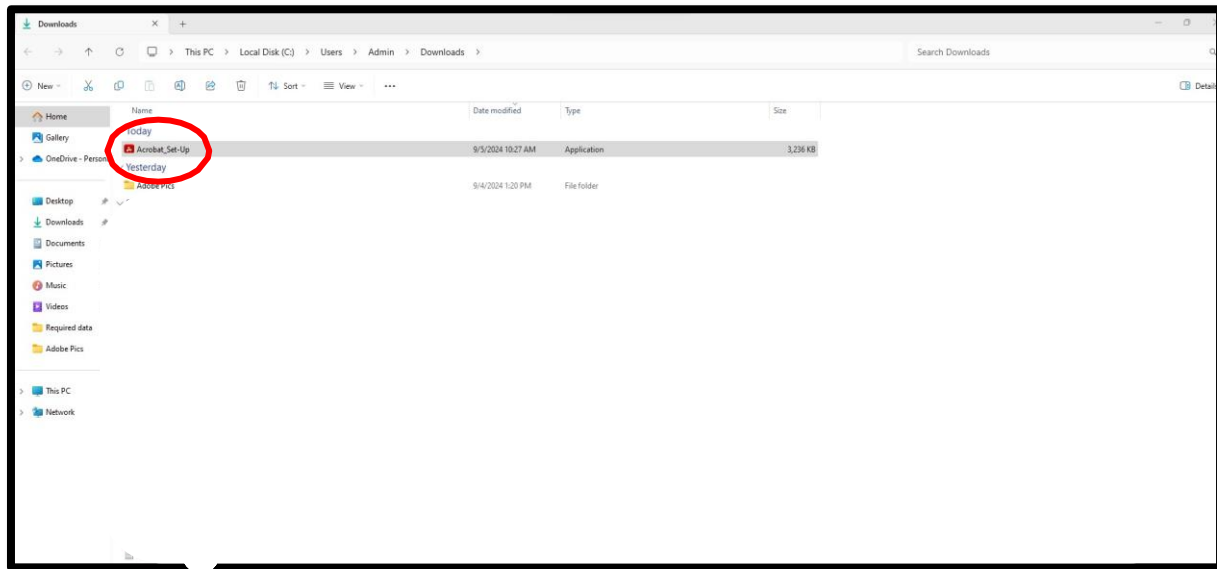 Downloads
This PC > Local Disk (C:) > Users > Admin > Downloads >
Search Downloads
New
Sort
View
Details
Name Date modified Type Size
Home
Gallery
OneDrive - Person
Desktop
Downloads
Documents
Pictures
Music
Videos
Required data
Adobe Pics
This PC
Network
Today
Acrobat_Set-Up 9/5/2024 10:27 AM Application 3,236 KB
Yesterday
Adobe Pics 9/4/2024 1:20 PM File folder